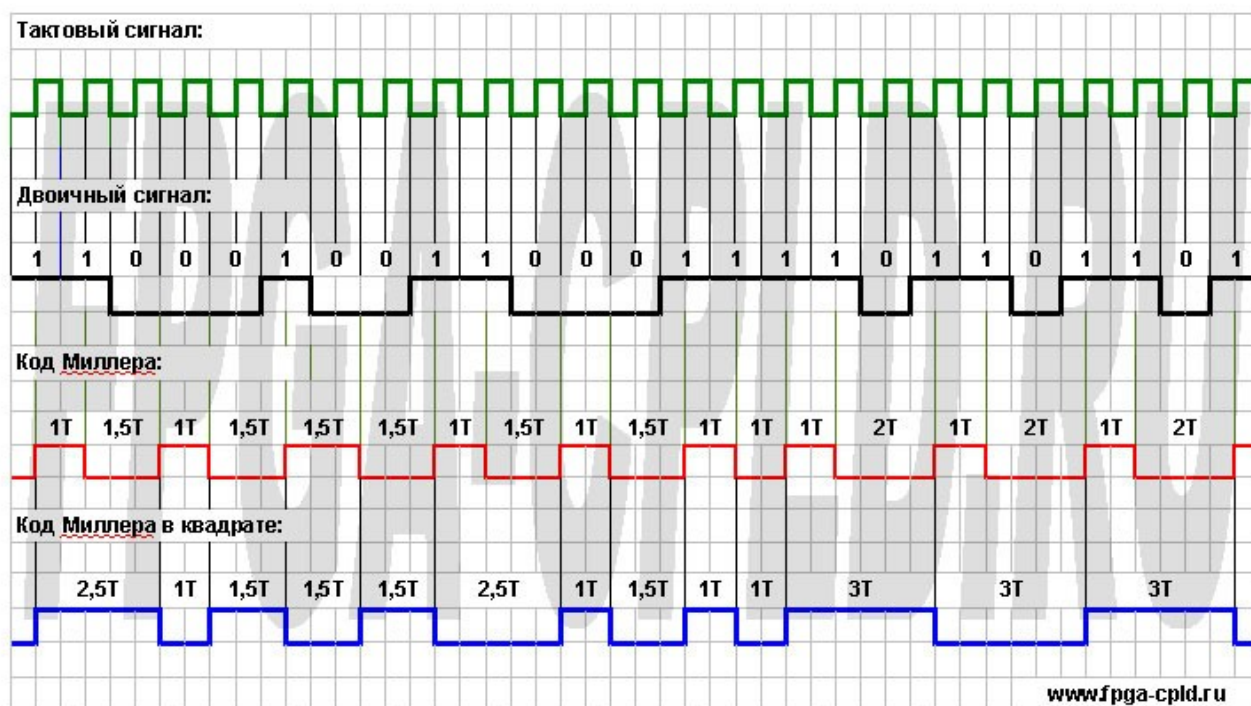 Тактовый сигнал:
Двоичный сигнал:
1 1 0 0 0 1 0 0 1 1 0 0 0 1 1 1 1 0 1 1 0 1 1 0 1
Код Миллера:
1T 1,5T 1T 1,5T 1,5T 1,5T 1T 1,5T 1T 1,5T 1T 1T 1T 2T 1T 2T 1T 2T
Код Миллера в квадрате:
2,5T 1T 1,5T 1,5T 1,5T 2,5T 1T 1,5T 1T 1T 3T 3T 3T
www.fpga-cpld.ru
FPGA-CPLD.RU